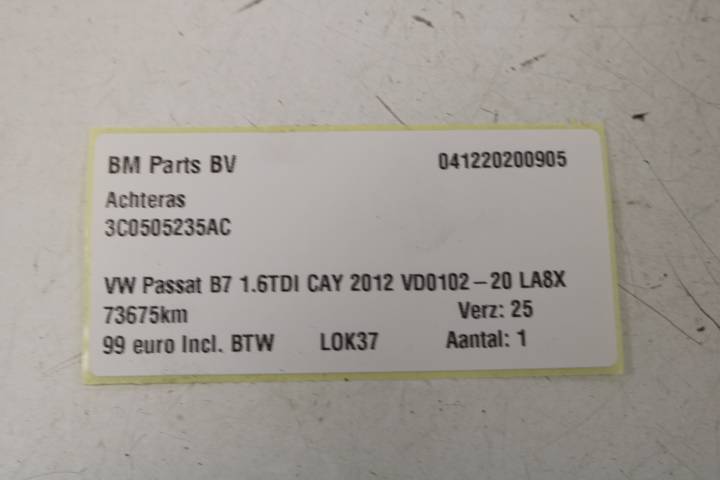 BM Parts BV 041220200905
Achteras
3C0505235AC
VW Passat B7 1.6TDI CAY 2012 VD0102-20 LA8X
73675km Verz: 25
99 euro Incl. BTW LOK37 Aantal: 1